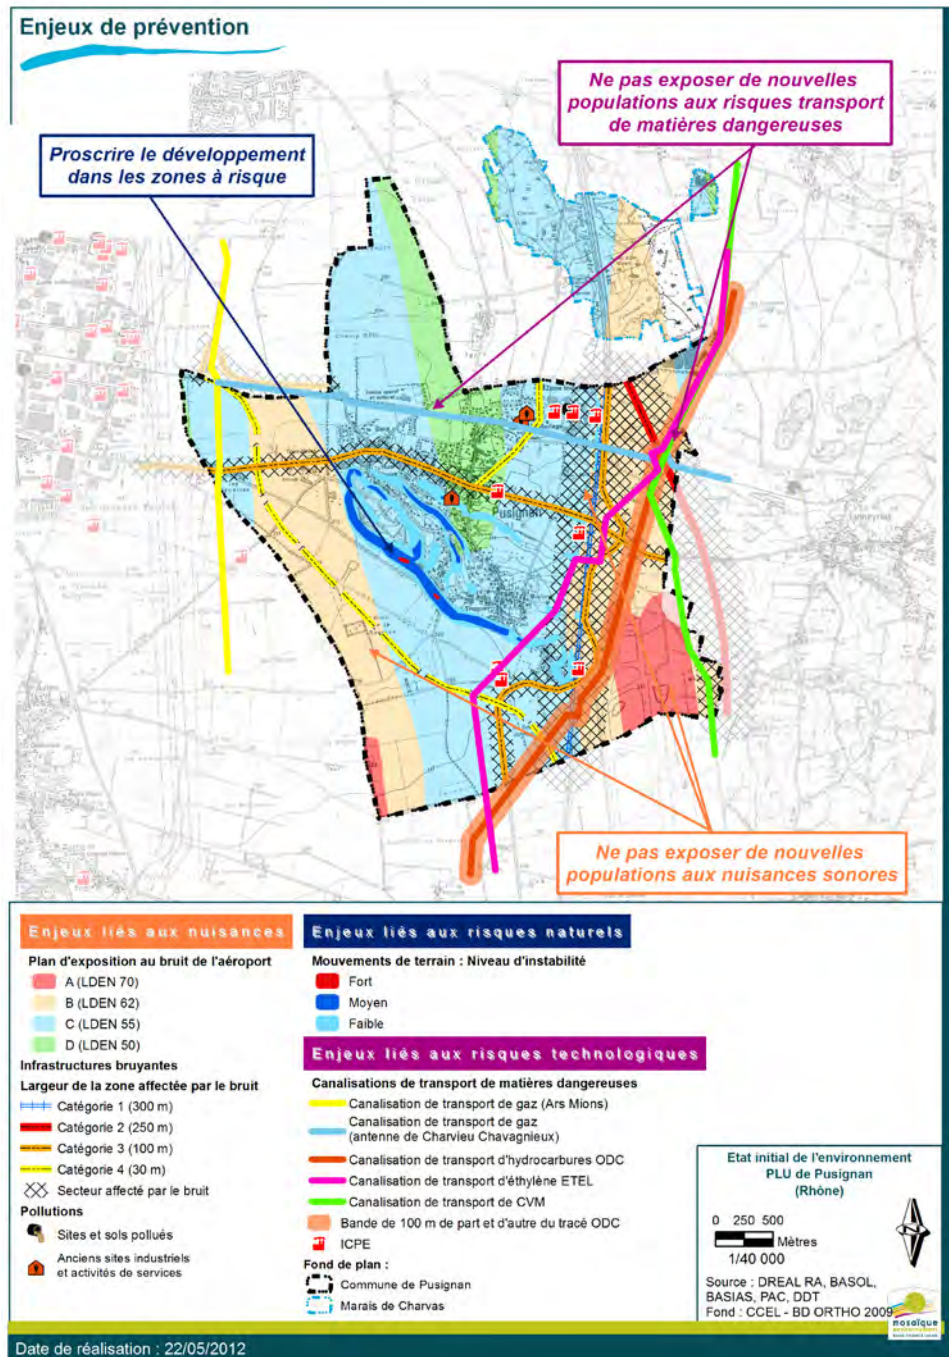 Enjeux de prévention
Ne pas exposer de nouvelles
populations aux risques transport
de matières dangereuses
Proscrire le développement
dans les zones à risque
Pusignan
Ne pas exposer de nouvelles
populations aux nuisances sonores
Enjeux liés aux nuisances
Plan d'exposition au bruit de l'aéroport
A (LDEN 70)
B (LDEN 62)
C (LDEN 55)
D (LDEN 50)
Infrastructures bruyantes
Largeur de la zone affectée par le bruit
Catégorie 1 (300 m)
Catégorie 2 (250 m)
Catégorie 3 (100 m)
Catégorie 4 (30 m)
Secteur affecté par le bruit
Pollutions
Sites et sols pollués
Anciens sites industriels
et activités de services
Enjeux liés aux risques naturels
Mouvements de terrain : Niveau d'instabilité
Fort
Moyen
Faible
Enjeux liés aux risques technologiques
Canalisations de transport de matières dangereuses
Canalisation de transport de gaz (Ars Mions)
Canalisation de transport de gaz
(antenne de Charvieu Chavagnieux)
Canalisation de transport d'hydrocarbures ODC
Canalisation de transport d'éthylène ETEL
Canalisation de transport de CVM
Bande de 100 m de part et d'autre du tracé ODC
ICPE
Fond de plan :
Commune de Pusignan
Marais de Charvas
Etat initial de l'environnement
PLU de Pusignan
(Rhône)
0 250 500
Mètres
1/40 000
Source : DREAL RA, BASOL,
BASIAS, PAC, DDT
Fond : CCEL - BD ORTHO 2009
mosaïque
environnement
Date de réalisation : 22/05/2012